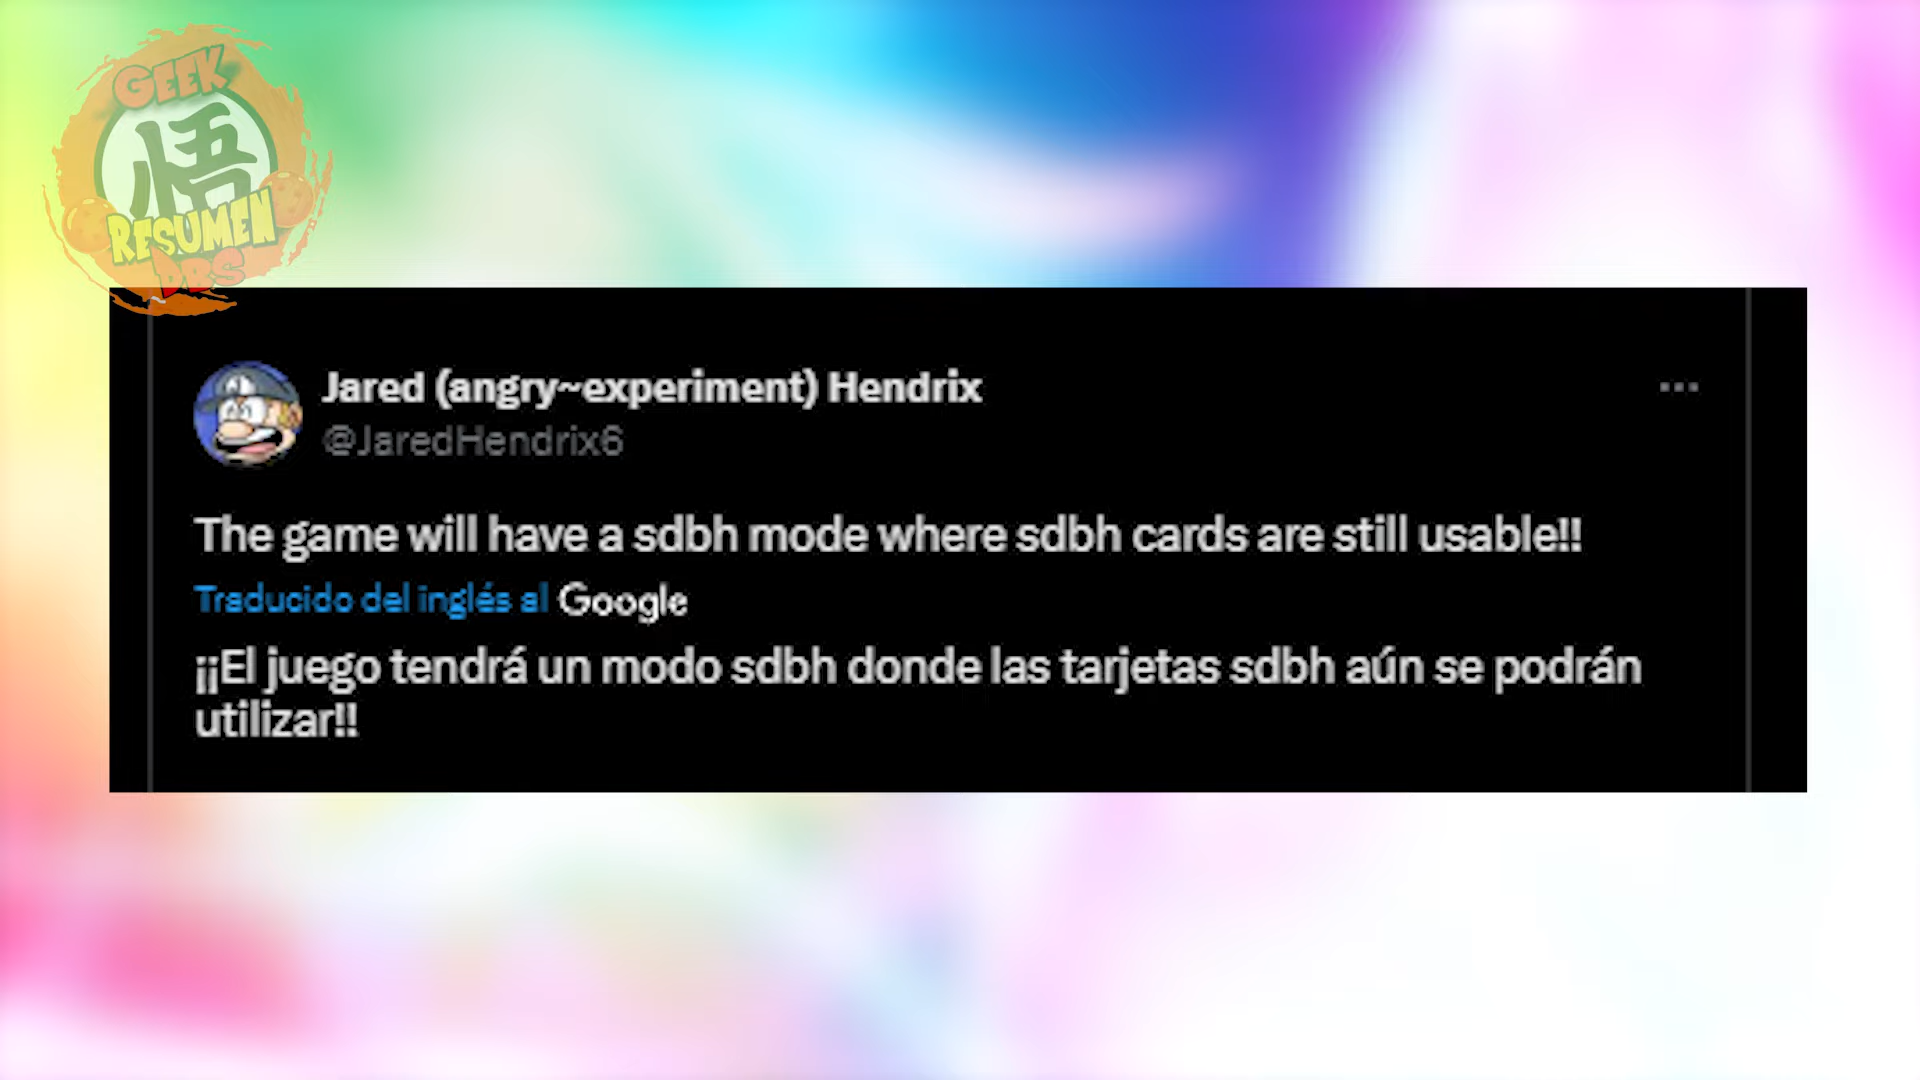 GEEK
悟
RESUMEN
DBS
Jared (angry~experiment) Hendrix
@JaredHendrix6
The game will have a sdbh mode where sdbh cards are still usable!!
Traducido del inglés al Google
¡¡El juego tendrá un modo sdbh donde las tarjetas sdbh aún se podrán
utilizar!!